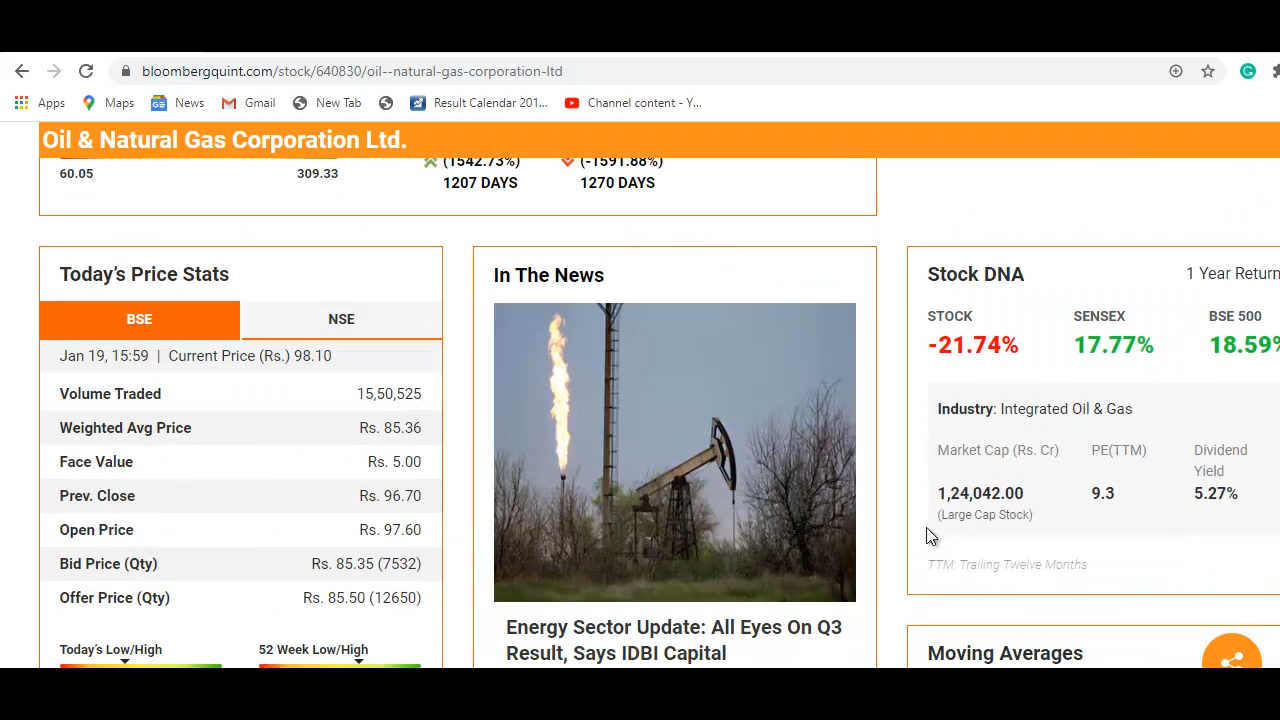 bloombergquint.com/stock/640830/oil--natural-gas-corporation-ltd
Apps Maps News Gmail New Tab Result Calendar 201... Channel content - Y...
Oil & Natural Gas Corporation Ltd.
(1542.73%) (-1591.88%)
60.05 309.33
1207 DAYS 1270 DAYS
Today’s Price Stats
BSE NSE
Jan 19, 15:59 | Current Price (Rs.) 98.10
Volume Traded 15,50,525
Weighted Avg Price Rs. 85.36
Face Value Rs. 5.00
Prev. Close Rs. 96.70
Open Price Rs. 97.60
Bid Price (Qty) Rs. 85.35 (7532)
Offer Price (Qty) Rs. 85.50 (12650)
Today's Low/High 52 Week Low/High
In The News
Energy Sector Update: All Eyes On Q3
Result, Says IDBI Capital
Stock DNA 1 Year Return
STOCK SENSEX BSE 500
-21.74% 17.77% 18.59%
Industry: Integrated Oil & Gas
Market Cap (Rs. Cr) PE(TTM) Dividend
Yield
1,24,042.00 9.3 5.27%
(Large Cap Stock)
TTM: Trailing Twelve Months
Moving Averages